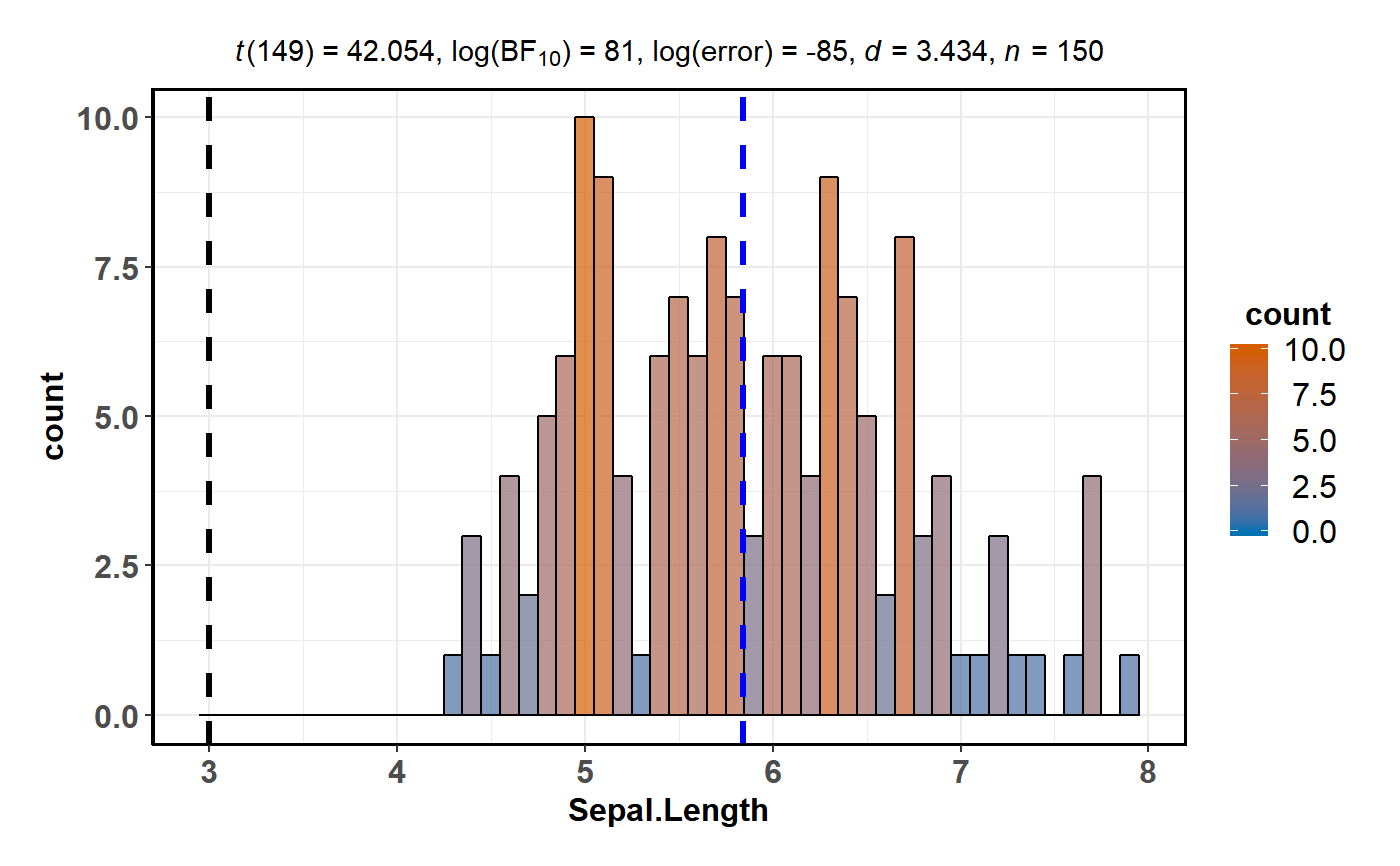 t(149) = 42.054, log(BF₁₀) = 81, log(error) = -85, d = 3.434, n = 150
10.0
7.5
5.0
2.5
0.0
count
3 4 5 6 7 8
Sepal.Length
count
10.0
7.5
5.0
2.5
0.0